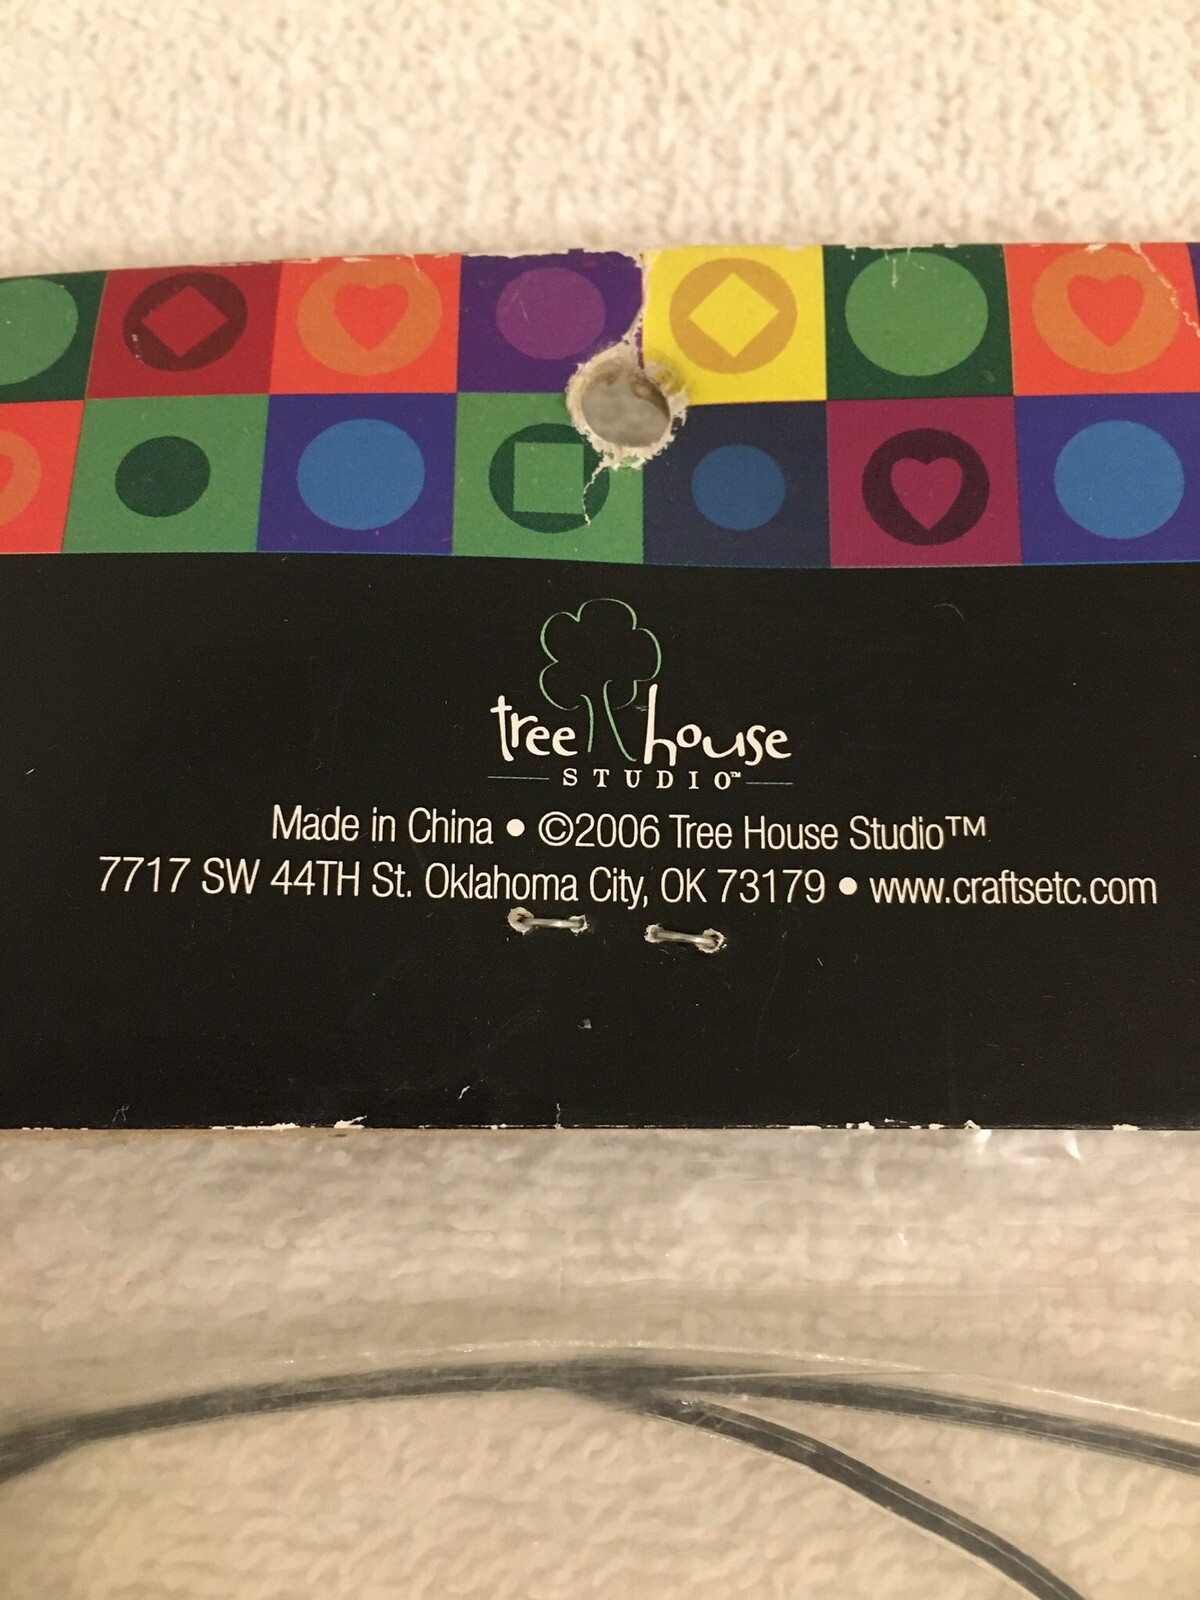 tree house
STUDIO™
Made in China • ©2006 Tree House Studio™
7717 SW 44TH St. Oklahoma City, OK 73179 • www.craftsetc.com